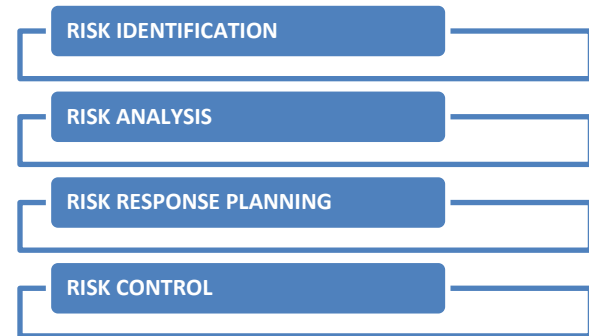 RISK IDENTIFICATION
RISK ANALYSIS
RISK RESPONSE PLANNING
RISK CONTROL